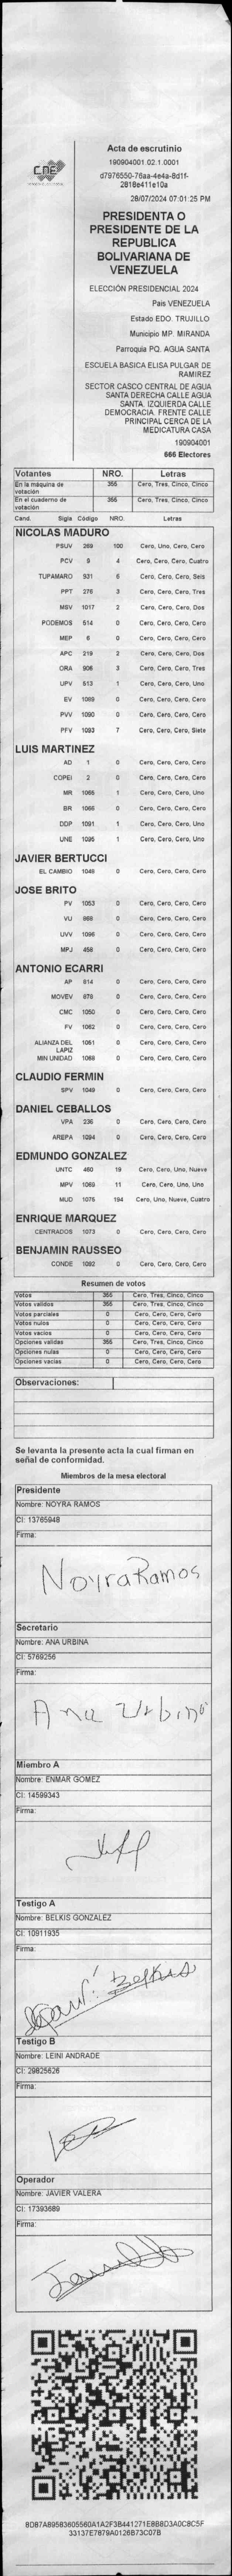 CNE
Acta de escrutinio
190904001.02.1.0001
d7976550-76aa-4e4a-8d1f-
2818e411e10a
28/07/2024 07:01:25 PM
PRESIDENTA O
PRESIDENTE DE LA
REPUBLICA
BOLIVARIANA DE
VENEZUELA
ELECCIÓN PRESIDENCIAL 2024
Pais VENEZUELA
Estado EDO. TRUJILLO
Municipio MP. MIRANDA
Parroquia PQ. AGUA SANTA
ESCUELA BASICA ELISA PULGAR DE
RAMIREZ
SECTOR CASCO CENTRAL DE AGUA
SANTA DERECHA CALLE AGUA
SANTA. IZQUIERDA CALLE
DEMOCRACIA. FRENTE CALLE
PRINCIPAL CERCA DE LA
MEDICATURA CASA
190904001
666 Electores
Votantes NRO. Letras
En la máquina de votación 355 Cero, Tres, Cinco, Cinco
En el cuaderno de votación 355 Cero, Tres, Cinco, Cinco
Cand. Sigla Código NRO. Letras
NICOLAS MADURO
PSUV 269 100 Cero, Uno, Cero, Cero
PCV 9 4 Cero, Cero, Cero, Cuatro
TUPAMARO 931 6 Cero, Cero, Cero, Seis
PPT 276 3 Cero, Cero, Cero, Tres
MSV 1017 2 Cero, Cero, Cero, Dos
PODEMOS 514 0 Cero, Cero, Cero, Cero
MEP 6 0 Cero, Cero, Cero, Cero
APC 219 2 Cero, Cero, Cero, Dos
ORA 906 3 Cero, Cero, Cero, Tres
UPV 513 1 Cero, Cero, Cero, Uno
EV 1089 0 Cero, Cero, Cero, Cero
PVV 1090 0 Cero, Cero, Cero, Cero
PFV 1093 7 Cero, Cero, Cero, Siete
LUIS MARTINEZ
AD 1 0 Cero, Cero, Cero, Cero
COPEI 2 0 Cero, Cero, Cero, Cero
MR 1065 1 Cero, Cero, Cero, Uno
BR 1066 0 Cero, Cero, Cero, Cero
DDP 1091 1 Cero, Cero, Cero, Uno
UNE 1095 1 Cero, Cero, Cero, Uno
JAVIER BERTUCCI
EL CAMBIO 1048 0 Cero, Cero, Cero, Cero
JOSE BRITO
PV 1053 0 Cero, Cero, Cero, Cero
VU 869 0 Cero, Cero, Cero, Cero
UVV 1096 0 Cero, Cero, Cero, Cero
MPJ 458 0 Cero, Cero, Cero, Cero
ANTONIO ECARRI
AP 814 0 Cero, Cero, Cero, Cero
MOVEV 878 0 Cero, Cero, Cero, Cero
CMC 1050 0 Cero, Cero, Cero, Cero
FV 1062 0 Cero, Cero, Cero, Cero
ALIANZA DEL LAPIZ 1061 0 Cero, Cero, Cero, Cero
MIN UNIDAD 1068 0 Cero, Cero, Cero, Cero
CLAUDIO FERMIN
SPV 1049 0 Cero, Cero, Cero, Cero
DANIEL CEBALLOS
VPA 236 0 Cero, Cero, Cero, Cero
AREPA 1094 0 Cero, Cero, Cero, Cero
EDMUNDO GONZALEZ
UNTC 460 19 Cero, Cero, Uno, Nueve
MPV 1069 11 Cero, Cero, Uno, Uno
MUD 1075 194 Cero, Uno, Nueve, Cuatro
ENRIQUE MARQUEZ
CENTRADOS 1073 0 Cero, Cero, Cero, Cero
BENJAMIN RAUSSEO
CONDE 1092 0 Cero, Cero, Cero, Cero
Resumen de votos
Votos 355 Cero, Tres, Cinco, Cinco
Votos validos 355 Cero, Tres, Cinco, Cinco
Votos parciales 0 Cero, Cero, Cero, Cero
Votos nulos 0 Cero, Cero, Cero, Cero
Votos vacios 0 Cero, Cero, Cero, Cero
Opciones validas 355 Cero, Tres, Cinco, Cinco
Opciones nulas 0 Cero, Cero, Cero, Cero
Opciones vacias 0 Cero, Cero, Cero, Cero
Observaciones:
Se levanta la presente acta la cual firman en
señal de conformidad.
Miembros de la mesa electoral
Presidente
Nombre: NOYRA RAMOS
CI: 13765948
Firma:
Noyra Ramos
Secretario
Nombre: ANA URBINA
CI: 5769256
Firma:
Ana Urbina
Miembro A
Nombre: ENMAR GOMEZ
CI: 14599343
Firma:
Testigo A
Nombre: BELKIS GONZALEZ
CI: 10911935
Firma:
Belkis
Testigo B
Nombre: LEINI ANDRADE
CI: 29825626
Firma:
Operador
Nombre: JAVIER VALERA
CI: 17393689
Firma:
8D87A89583605560A1A2F3B441271E8B8D3A0C8C5F
33137E7879A0126B73C07B